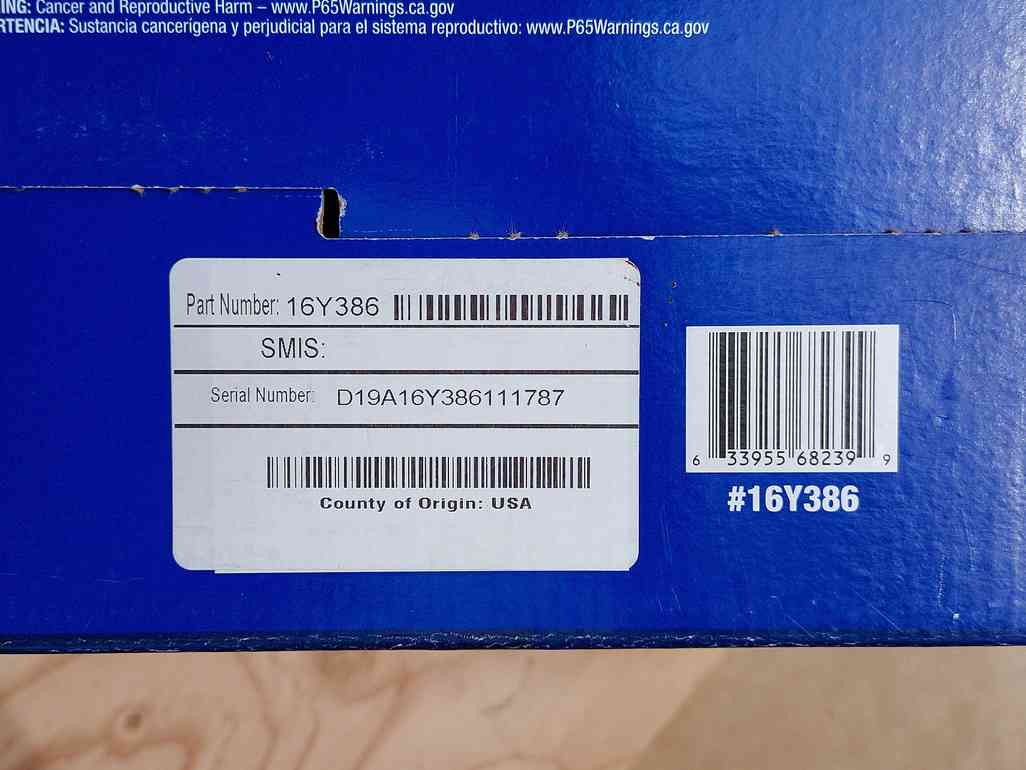 ING: Cancer and Reproductive Harm – www.P65Warnings.ca.gov
RTENCIA: Sustancia cancerígena y perjudicial para el sistema reproductivo: www.P65Warnings.ca.gov
Part Number: 16Y386
SMIS:
Serial Number: D19A16Y386111787
County of Origin: USA
6 33955 68239 9
#16Y386